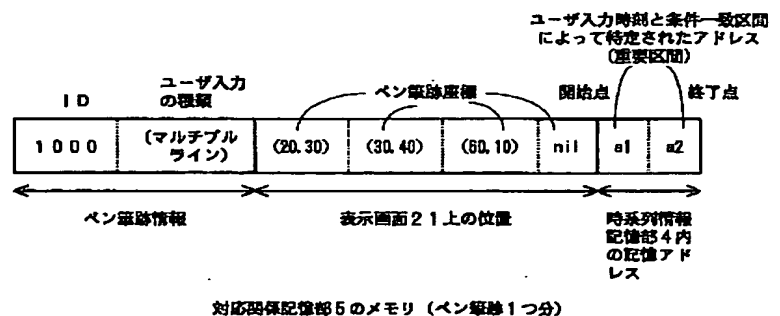 ユーザ入力時刻と条件一致区間
によって特定されたアドレス
(重要区間)
ID
ユーザ入力
の種類
ペン筆跡座標
開始点
終了点
1000
(マルチプル
ライン)
(20.30)
(30.40)
(60.10)
nil
a1
a2
ペン筆跡情報
表示画面21上の位置
時系列情報
記憶部4内
の記憶アド
レス
対応関係記憶部5のメモリ(ペン筆跡1つ分)